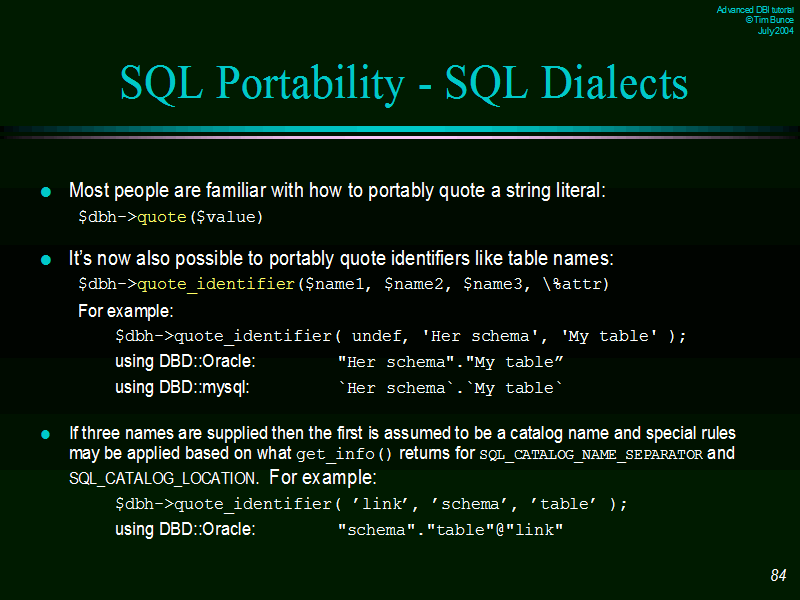 Advanced DBI tutorial
© Tim Bunce
July 2004
SQL Portability - SQL Dialects
Most people are familiar with how to portably quote a string literal:
$dbh->quote($value)
It’s now also possible to portably quote identifiers like table names:
$dbh->quote_identifier($name1, $name2, $name3, \%attr)
For example:
$dbh->quote_identifier( undef, 'Her schema', 'My table' );
using DBD::Oracle: "Her schema"."My table”
using DBD::mysql: `Her schema`.`My table`
If three names are supplied then the first is assumed to be a catalog name and special rules
may be applied based on what get_info() returns for SQL_CATALOG_NAME_SEPARATOR and
SQL_CATALOG_LOCATION. For example:
$dbh->quote_identifier( ’link’, ’schema’, ’table’ );
using DBD::Oracle: "schema"."table"@"link"
84